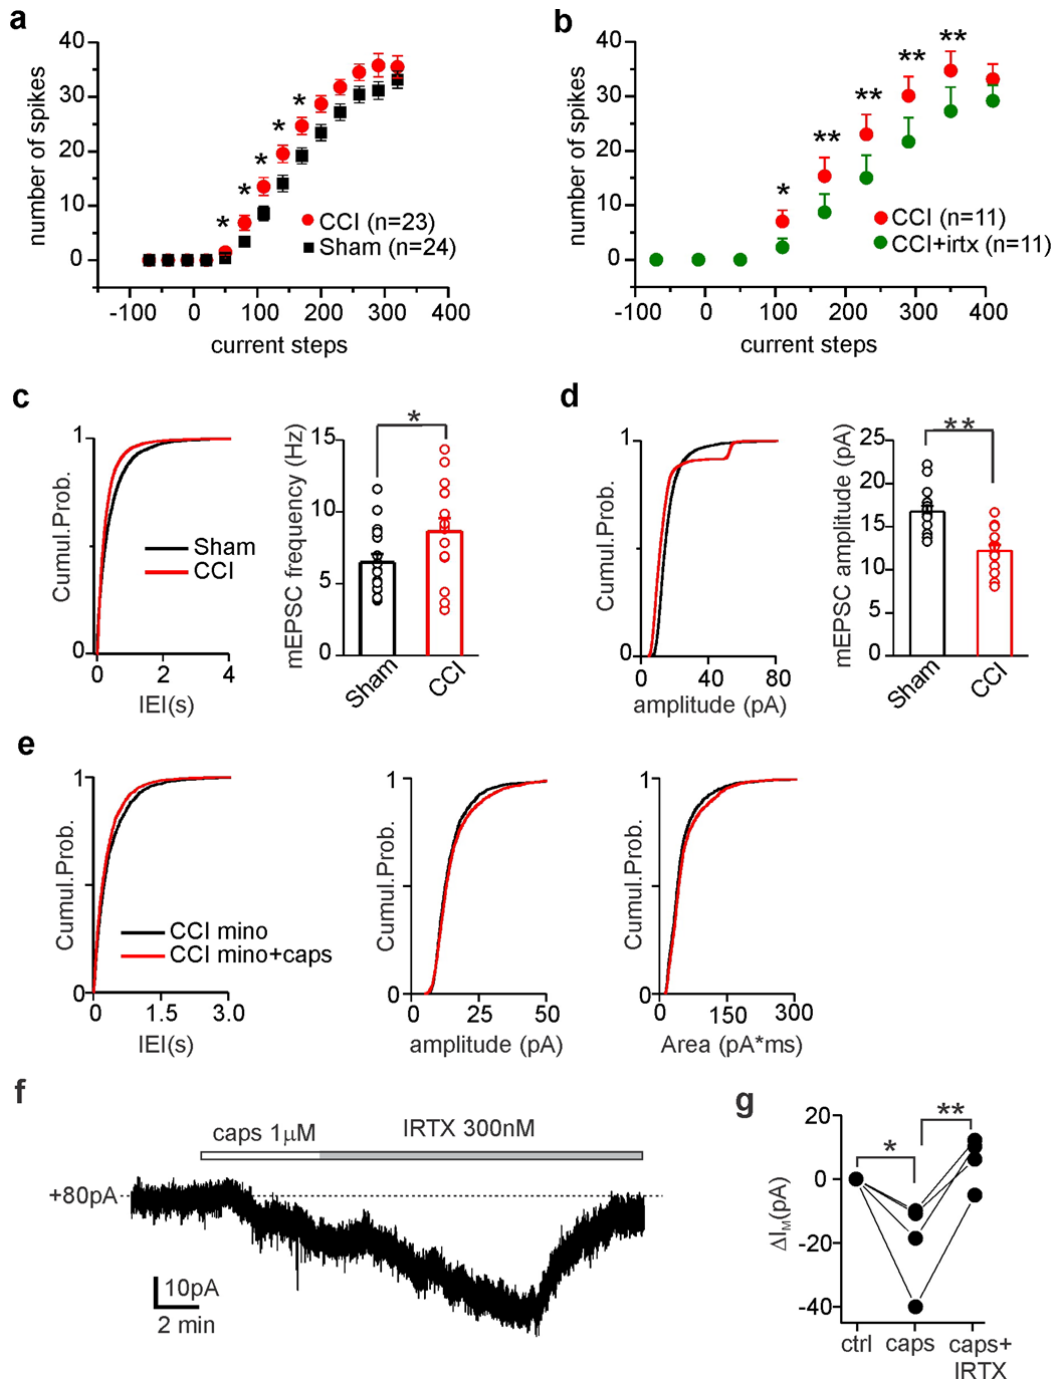 a
40
30
20
10
0
number of spikes
*
*
*
*
*
CCI (n=23)
Sham (n=24)
-100 0 100 200 300 400
current steps
b
40
30
20
10
0
number of spikes
*
**
**
**
**
CCI (n=11)
CCI+irtx (n=11)
-100 0 100 200 300 400
current steps
c
1
0
Cumul.Prob.
Sham
CCI
0 2 4
IEI(s)
15
10
5
0
mEPSC frequency (Hz)
*
Sham CCI
d
1
1
Cumul.Prob.
0 40 80
amplitude (pA)
25
20
15
10
5
0
mEPSC amplitude (pA)
**
Sham CCI
e
1
0
Cumul.Prob.
CCI mino
CCI mino+caps
0 1.5 3.0
IEI(s)
1
0
Cumul.Prob.
0 25 50
amplitude (pA)
1
0
Cumul.Prob.
0 150 300
Area (pA*ms)
f
caps 1µM IRTX 300nM
+80pA
10pA
2 min
g
20
0
-20
-40
ΔIM(pA)
*
**
ctrl caps caps+
IRTX